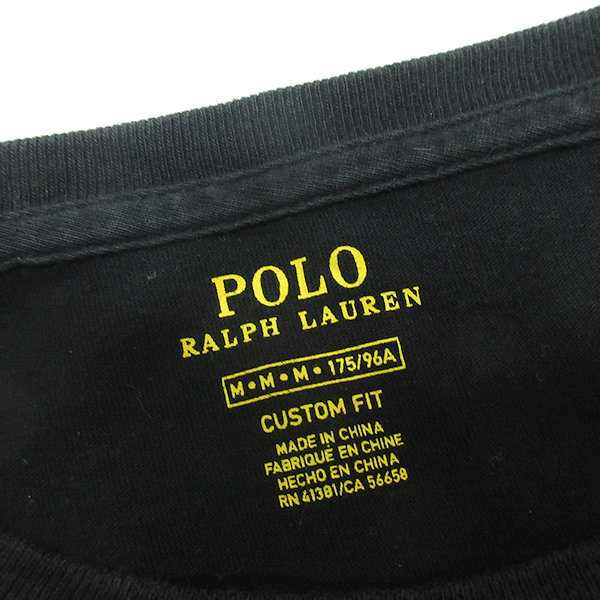 POLO
RALPH LAUREN
M • M • M • 175/96A
CUSTOM FIT
MADE IN CHINA
FABRIQUÉ EN CHINE
HECHO EN CHINA
RN 41381/CA 56658